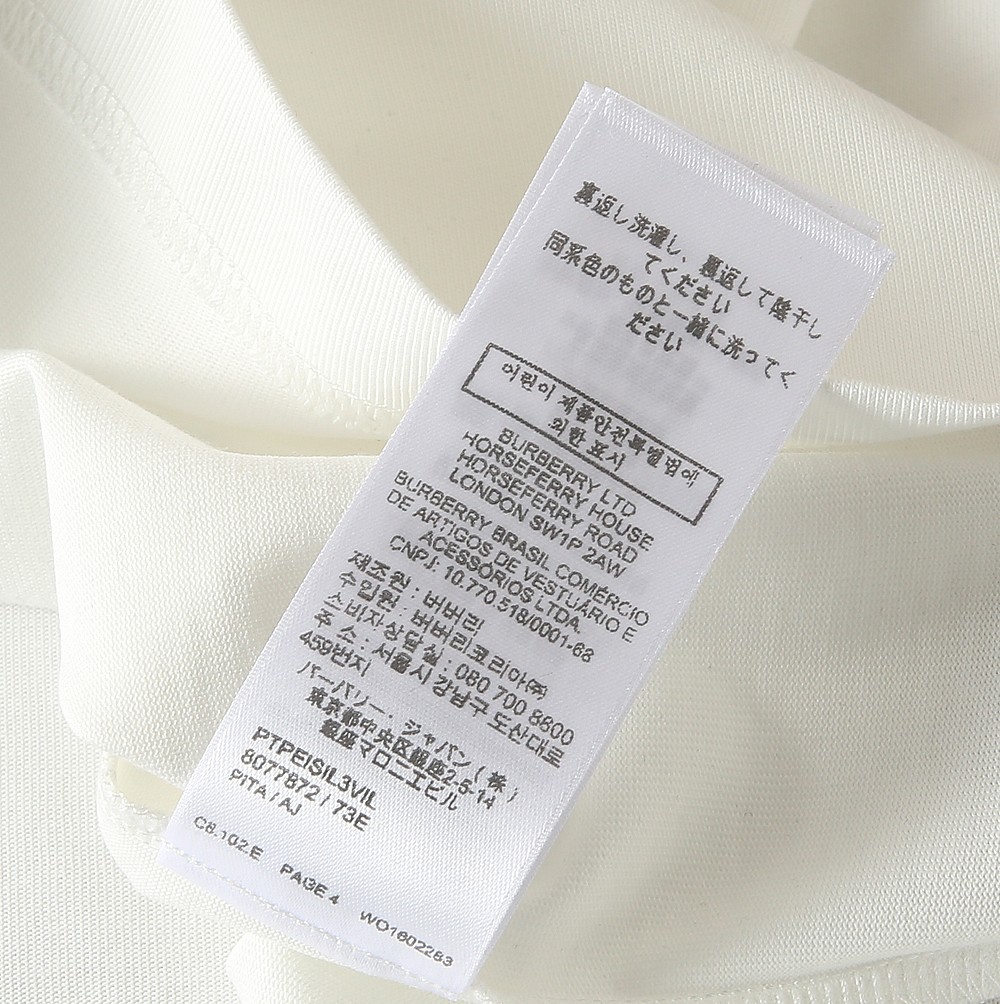 裏返し洗濯し、裏返して陰干し
てください
同系色のものと一緒に洗ってく
ださい
어린이 제품안전특별법에
의한 표시
BURBERRY LTD
HORSEFERRY HOUSE
HORSEFERRY ROAD
LONDON SW1P 2AW
BURBERRY BRASIL COMÉRCIO
DE ARTIGOS DE VESTUÁRIO E
ACESSÓRIOS LTDA.
CNPJ: 10.770.518/0001-68
제조원 : 버버리
수입원 : 버버리코리아㈜
소비자상담실 : 080 700 8800
주 소 : 서울시 강남구 도산대로
459번지
バーバリー・ジャパン(株)
東京都中央区銀座2-5-14
銀座マロニエビル
PTPEISIL3VIL
8077872 / 73E
PITA / AJ
C8.102.E PAGE 4 WO1602283